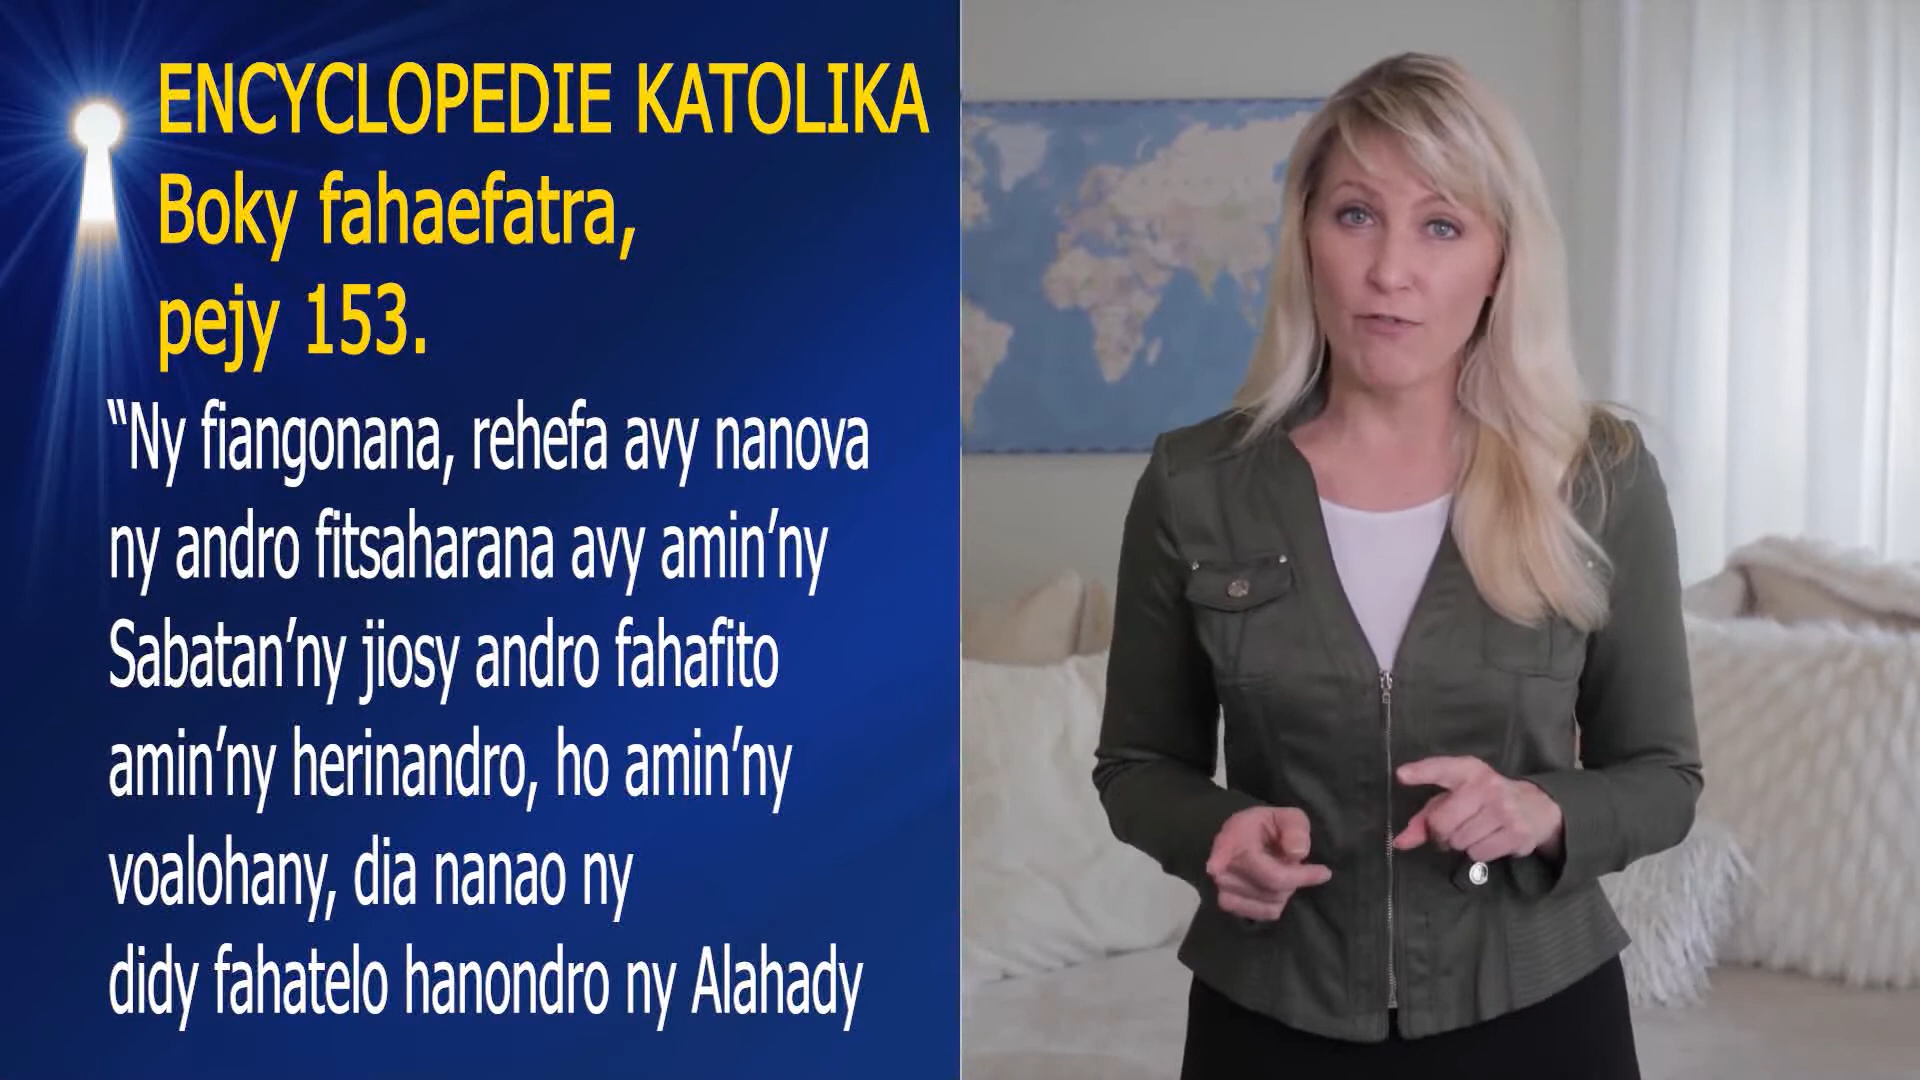 ENCYCLOPEDIE KATOLIKA
Boky fahaefatra,
pejy 153.
“Ny fiangonana, rehefa avy nanova
ny andro fitsaharana avy amin’ny
Sabatan’ny jiosy andro fahafito
amin’ny herinandro, ho amin’ny
voalohany, dia nanao ny
didy fahatelo hanondro ny Alahady